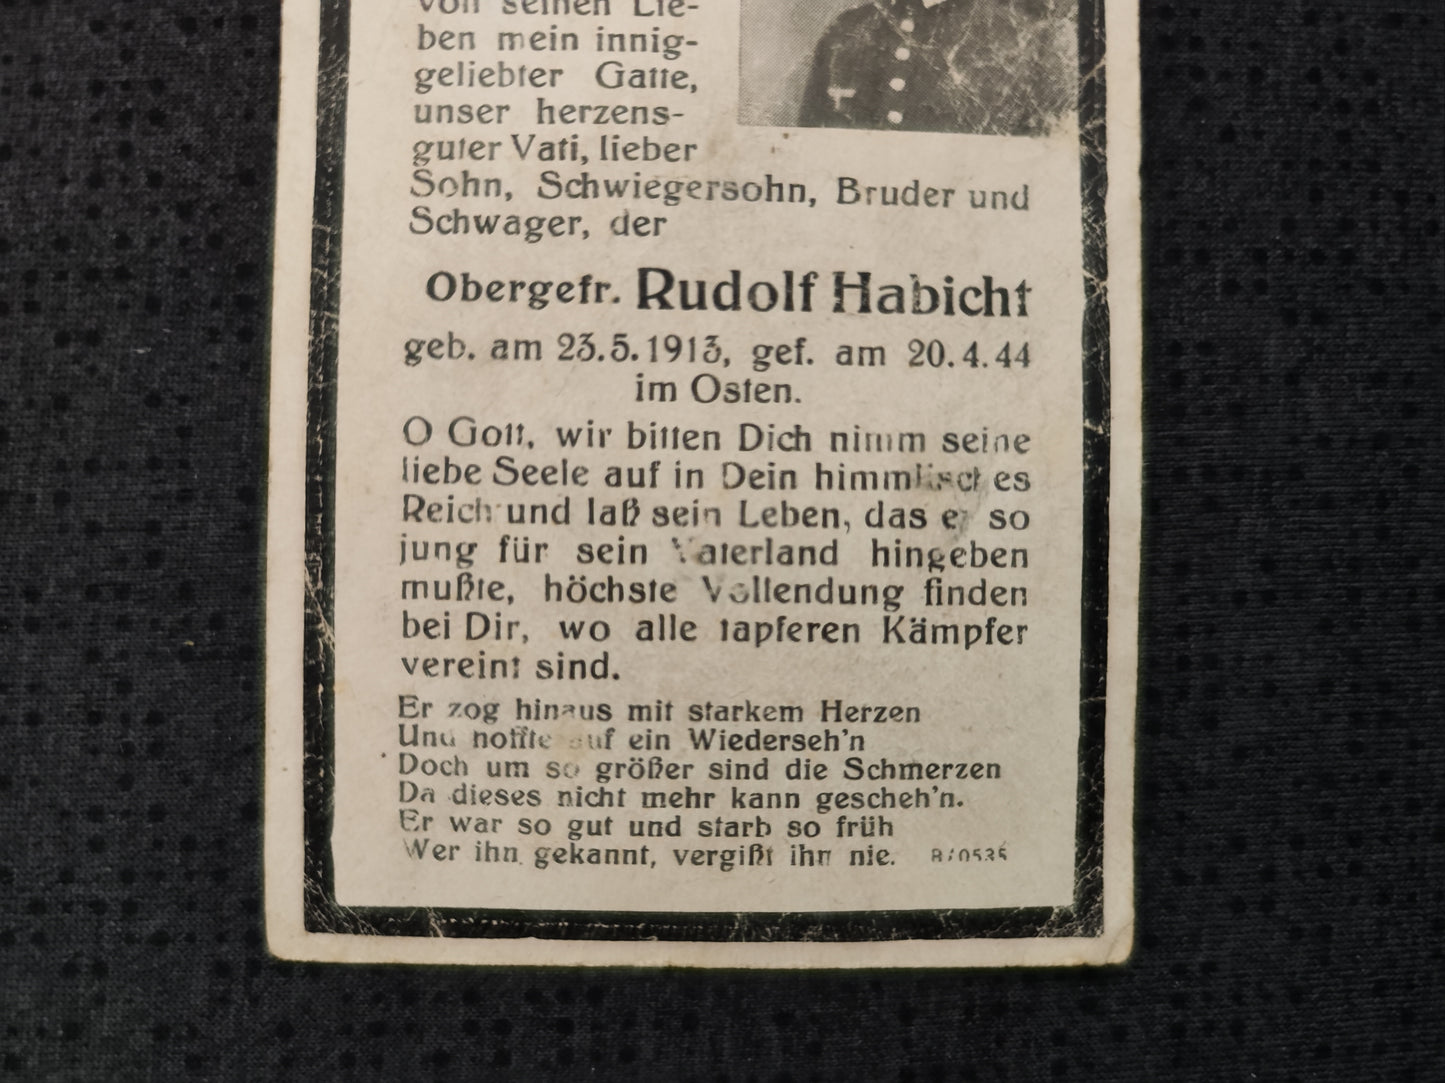 von seinen Lie-
ben mein innig-
geliebter Gatte,
unser herzens-
guter Vati, lieber
Sohn, Schwiegersohn, Bruder und
Schwager, der
Obergefr. Rudolf Habicht
geb. am 23.5.1913, gef. am 20.4.44
im Osten.
O Gott, wir bitten Dich nimm seine
liebe Seele auf in Dein himmlisches
Reich und laß sein Leben, das er so
jung für sein Vaterland hingeben
mußte, höchste Vollendung finden
bei Dir, wo alle tapferen Kämpfer
vereint sind.
Er zog hinaus mit starkem Herzen
Und hoffte auf ein Wiederseh'n
Doch um so größer sind die Schmerzen
Da dieses nicht mehr kann gescheh'n.
Er war so gut und starb so früh
Wer ihn gekannt, vergißt ihn nie.